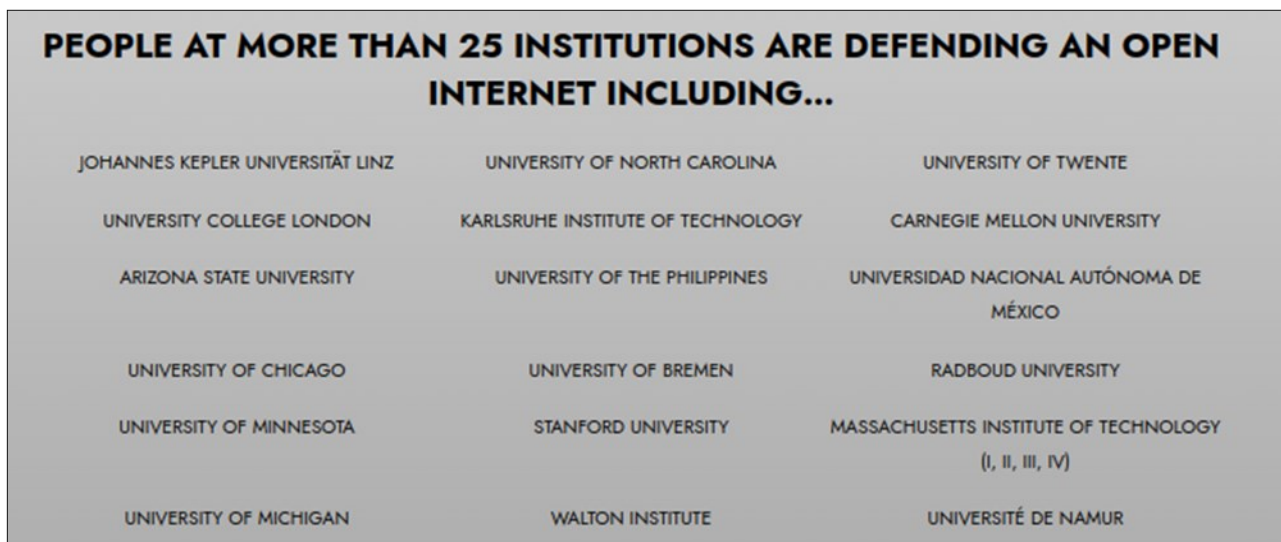 PEOPLE AT MORE THAN 25 INSTITUTIONS ARE DEFENDING AN OPEN
INTERNET INCLUDING...
JOHANNES KEPLER UNIVERSITÄT LINZ
UNIVERSITY OF NORTH CAROLINA
UNIVERSITY OF TWENTE
UNIVERSITY COLLEGE LONDON
KARLSRUHE INSTITUTE OF TECHNOLOGY
CARNEGIE MELLON UNIVERSITY
ARIZONA STATE UNIVERSITY
UNIVERSITY OF THE PHILIPPINES
UNIVERSIDAD NACIONAL AUTÓNOMA DE
MÉXICO
UNIVERSITY OF CHICAGO
UNIVERSITY OF BREMEN
RADBOUD UNIVERSITY
UNIVERSITY OF MINNESOTA
STANFORD UNIVERSITY
MASSACHUSETTS INSTITUTE OF TECHNOLOGY
(I, II, III, IV)
UNIVERSITY OF MICHIGAN
WALTON INSTITUTE
UNIVERSITÉ DE NAMUR